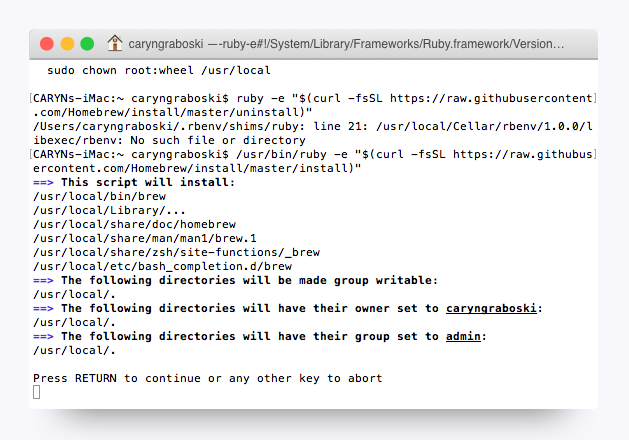 caryngraboski —-ruby-e#!/System/Library/Frameworks/Ruby.framework/Version…
sudo chown root:wheel /usr/local
[CARYNs-iMac:~ caryngraboski$ ruby -e "$(curl -fsSL https://raw.githubusercontent]
.com/Homebrew/install/master/uninstall)"
/Users/caryngraboski/.rbenv/shims/ruby: line 21: /usr/local/Cellar/rbenv/1.0.0/l
ibexec/rbenv: No such file or directory
[CARYNs-iMac:~ caryngraboski$ /usr/bin/ruby -e "$(curl -fsSL https://raw.githubus]
ercontent.com/Homebrew/install/master/install)"
==> This script will install:
/usr/local/bin/brew
/usr/local/Library/...
/usr/local/share/doc/homebrew
/usr/local/share/man/man1/brew.1
/usr/local/share/zsh/site-functions/_brew
/usr/local/etc/bash_completion.d/brew
==> The following directories will be made group writable:
/usr/local/.
==> The following directories will have their owner set to caryngraboski:
/usr/local/.
==> The following directories will have their group set to admin:
/usr/local/.
Press RETURN to continue or any other key to abort